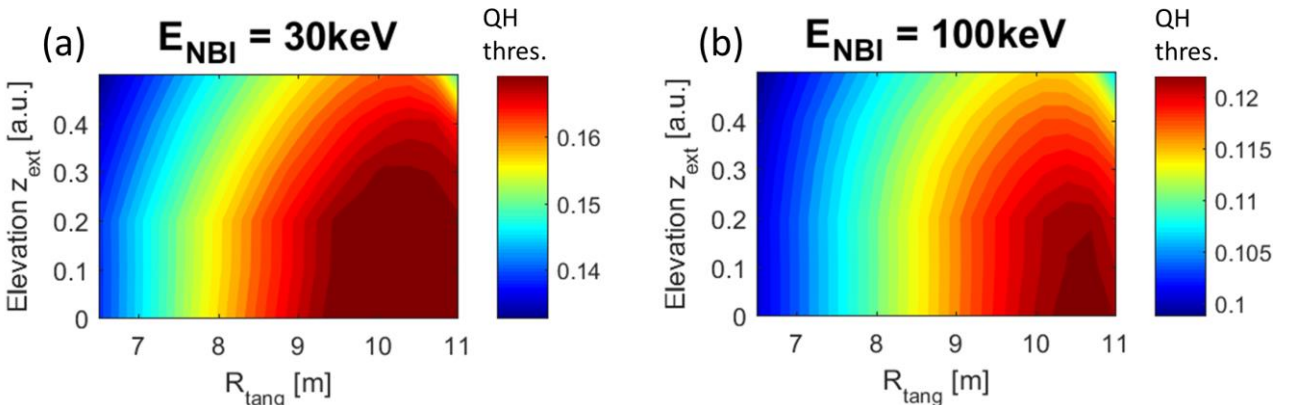 (a)
E_NBI = 30keV
QH
thres.
Elevation z_ext [a.u.]
0.4
0.3
0.2
0.1
0
7 8 9 10 11
R_tang [m]
0.16
0.15
0.14
(b)
E_NBI = 100keV
QH
thres.
Elevation z_ext [a.u.]
0.4
0.3
0.2
0.1
0
7 8 9 10 11
R_tang [m]
0.12
0.115
0.11
0.105
0.1